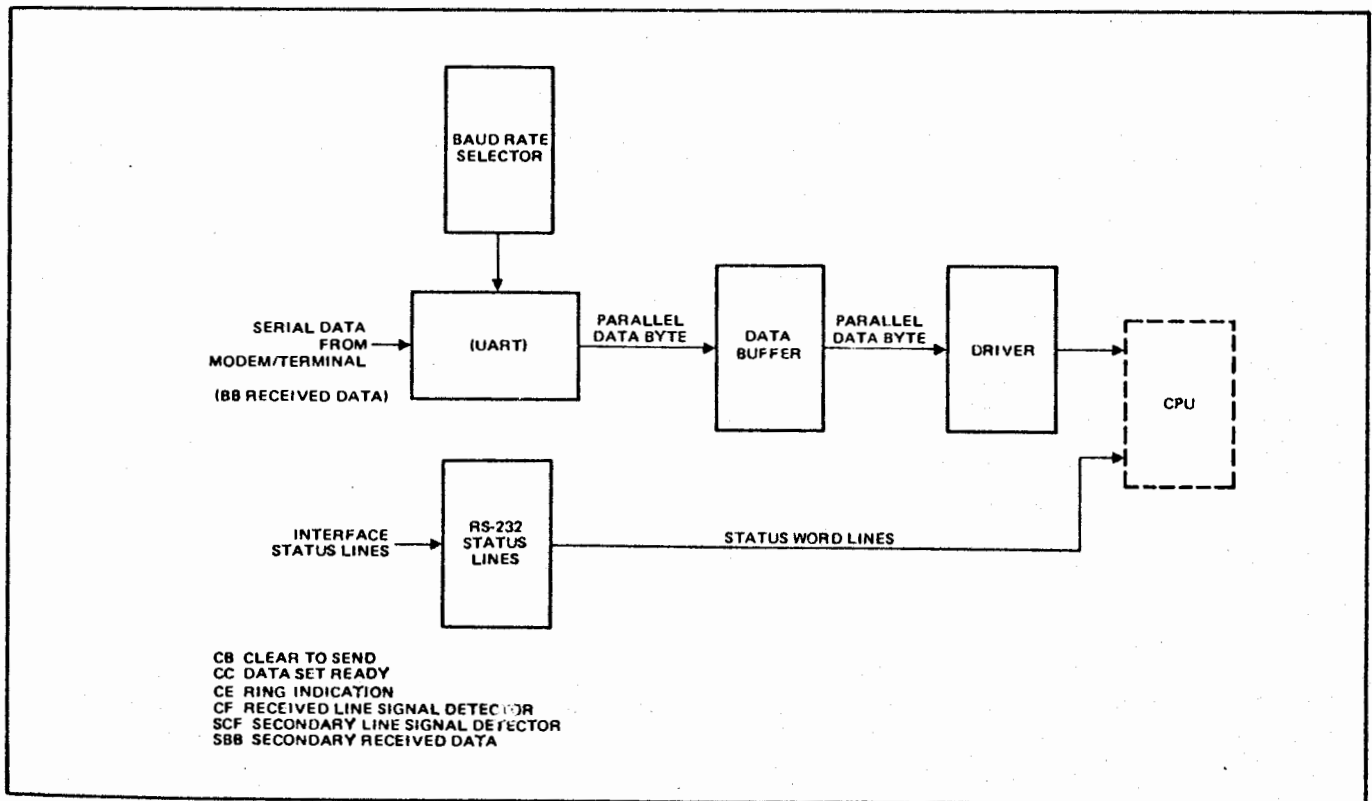 BAUD RATE
SELECTOR
SERIAL DATA
FROM
MODEM/TERMINAL
(BB RECEIVED DATA)
(UART)
PARALLEL
DATA BYTE
DATA
BUFFER
PARALLEL
DATA BYTE
DRIVER
CPU
INTERFACE
STATUS LINES
RS-232
STATUS
LINES
STATUS WORD LINES
CB CLEAR TO SEND
CC DATA SET READY
CE RING INDICATION
CF RECEIVED LINE SIGNAL DETECTOR
SCF SECONDARY LINE SIGNAL DETECTOR
SBB SECONDARY RECEIVED DATA